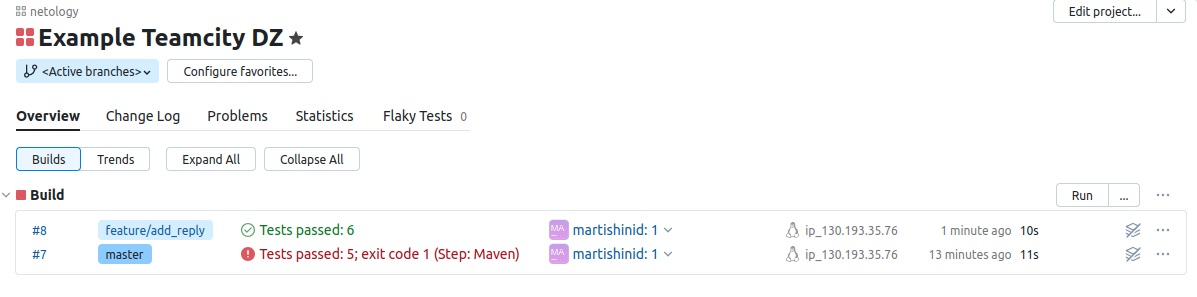 netology
Edit project...
Example Teamcity DZ
<Active branches>
Configure favorites...
Overview Change Log Problems Statistics Flaky Tests 0
Builds Trends Expand All Collapse All
Build Run ... ...
#8 feature/add_reply Tests passed: 6 MA martishinid: 1 ip_130.193.35.76 1 minute ago 10s ...
#7 master Tests passed: 5; exit code 1 (Step: Maven) MA martishinid: 1 ip_130.193.35.76 13 minutes ago 11s ...